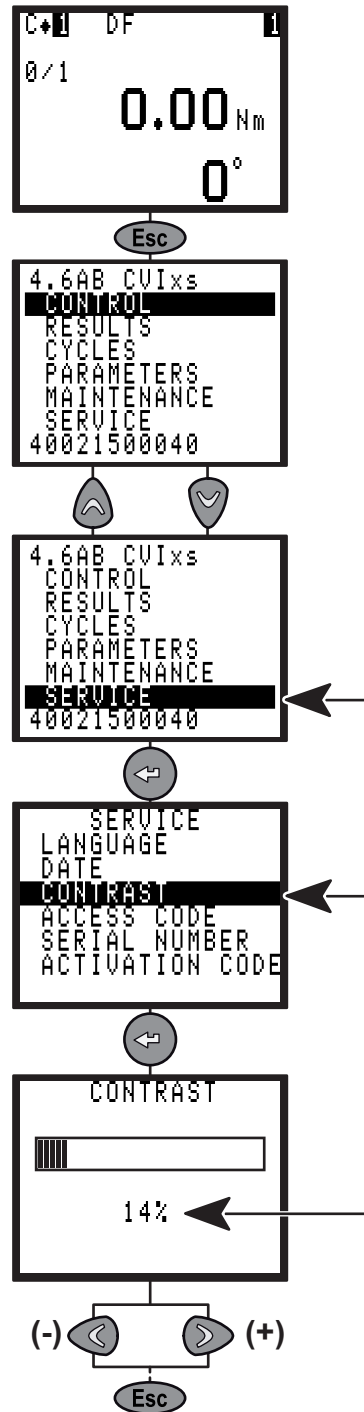 C♦1 DF 1
0/1
0.00 Nm
0°
Esc
4.6AB CVIxs
CONTROL
RESULTS
CYCLES
PARAMETERS
MAINTENANCE
SERVICE
40021500040
4.6AB CVIxs
CONTROL
RESULTS
CYCLES
PARAMETERS
MAINTENANCE
SERVICE
40021500040
SERVICE
LANGUAGE
DATE
CONTRAST
ACCESS CODE
SERIAL NUMBER
ACTIVATION CODE
CONTRAST
14%
(-) (+)
Esc